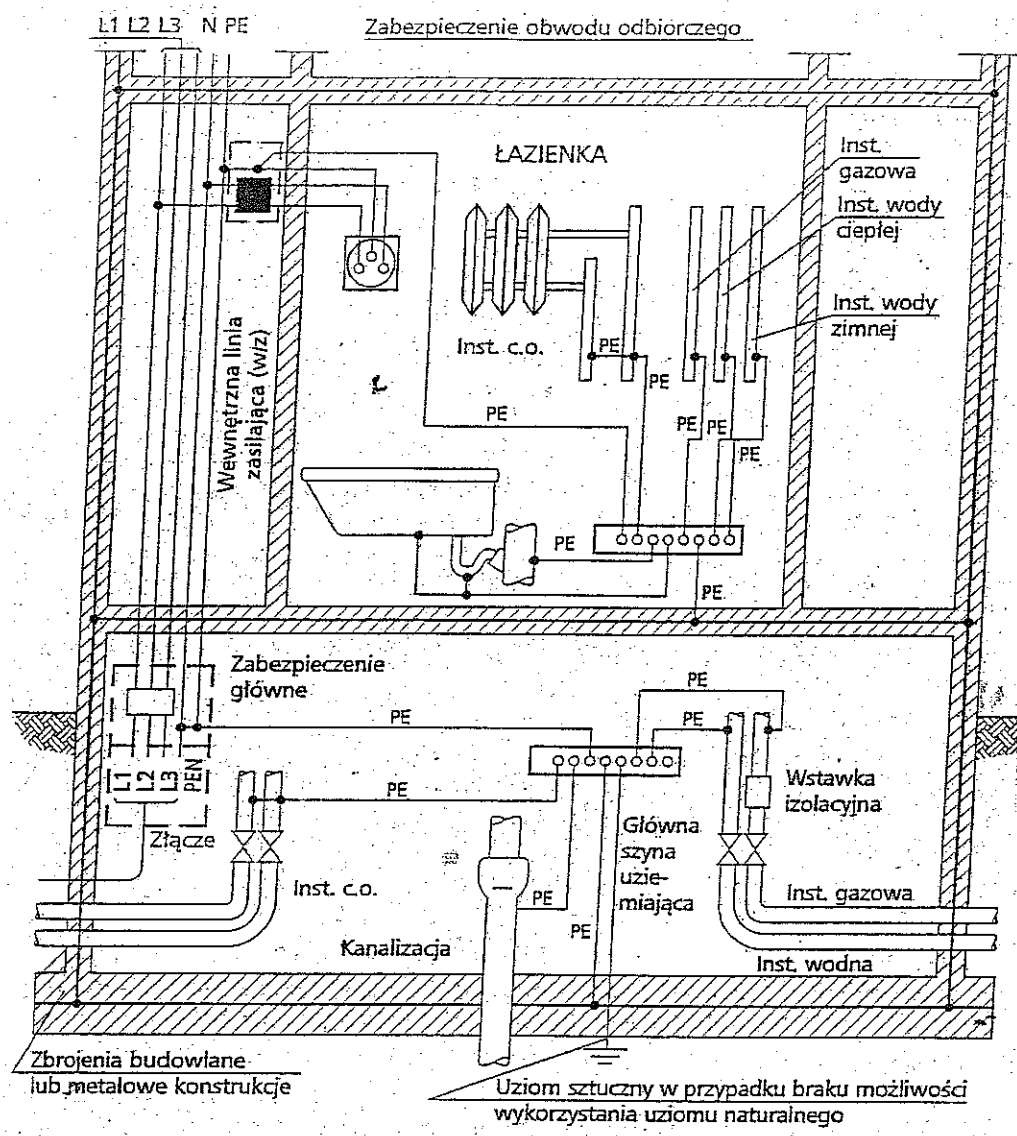 L1 L2 L3 N PE
Zabezpieczenie obwodu odbiorczego
ŁAZIENKA
Inst.
gazowa
Inst. wody
ciepłej
Inst. wody
zimnej
Wewnętrzna linia
zasilająca (wlz)
Inst. c.o.
PE
PE
PE
PE
PE
PE
PE
PE
Zabezpieczenie
główne
PE
PE
PE
L1
L2
L3
PEN
Złącze
PE
Wstawka
izolacyjna
Główna
szyna
uzie-
miająca
Inst. c.o.
PE
PE
Inst. gazowa
Kanalizacja
Inst. wodna
Zbrojenia budowlane
lub metalowe konstrukcje
Uziom sztuczny w przypadku braku możliwości
wykorzystania uziomu naturalnego